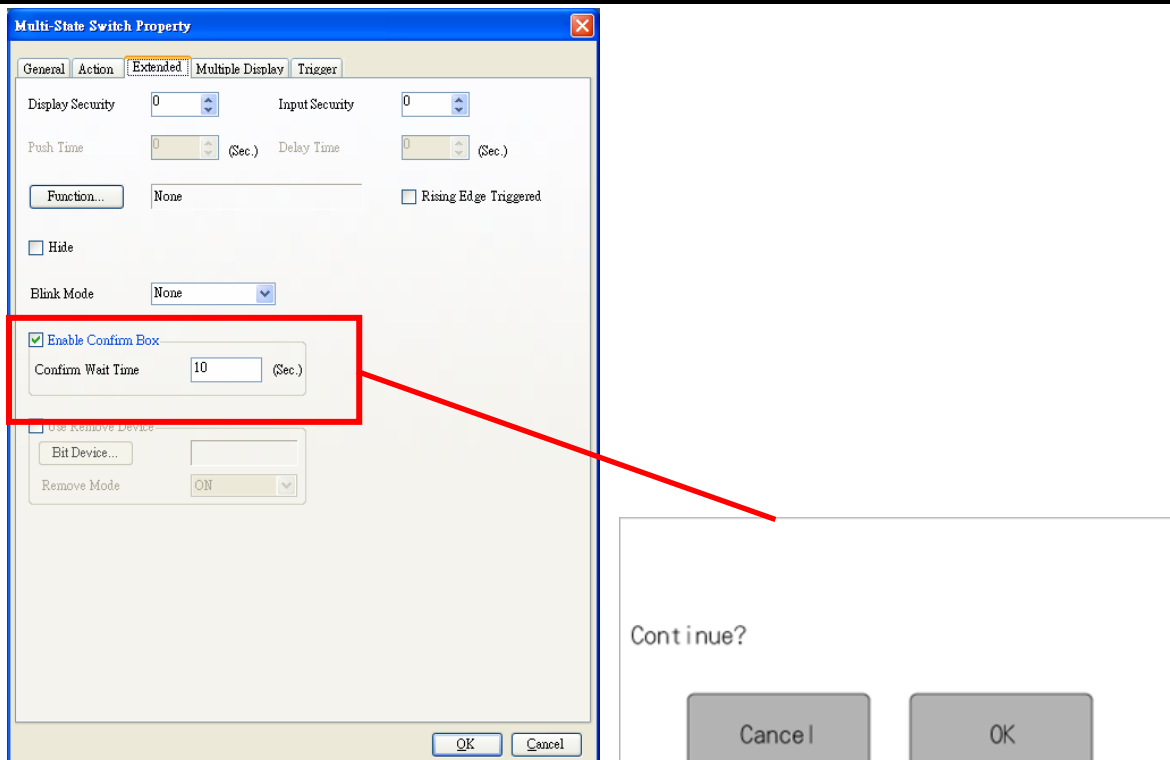 Multi-State Switch Property
General Action Extended Multiple Display Trigger
Display Security 0 Input Security 0
Push Time 0 (Sec.) Delay Time 0 (Sec.)
Function... None Rising Edge Triggered
Hide
Blink Mode None
Enable Confirm Box
Confirm Wait Time 10 (Sec.)
Use Remove Device
Bit Device...
Remove Mode ON
OK Cancel
Continue?
Cancel OK